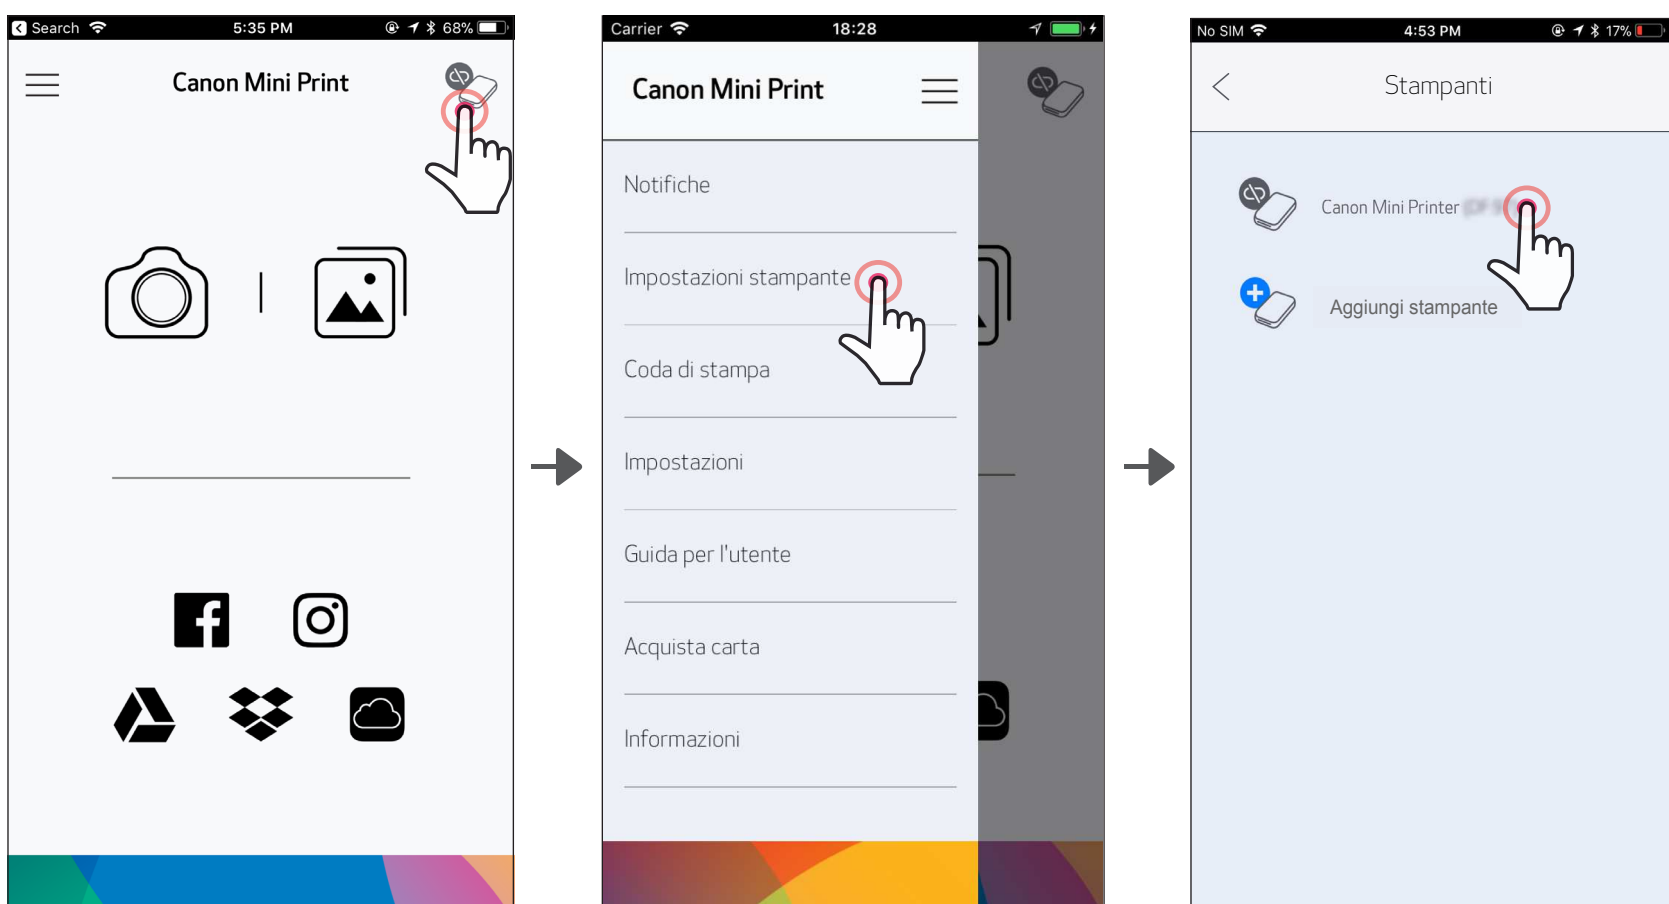 Search 5:35 PM 68%
Canon Mini Print
Carrier 18:28
Canon Mini Print
Notifiche
Impostazioni stampante
Coda di stampa
Impostazioni
Guida per l'utente
Acquista carta
Informazioni
No SIM 4:53 PM 17%
Stampanti
Canon Mini Printer
Aggiungi stampante